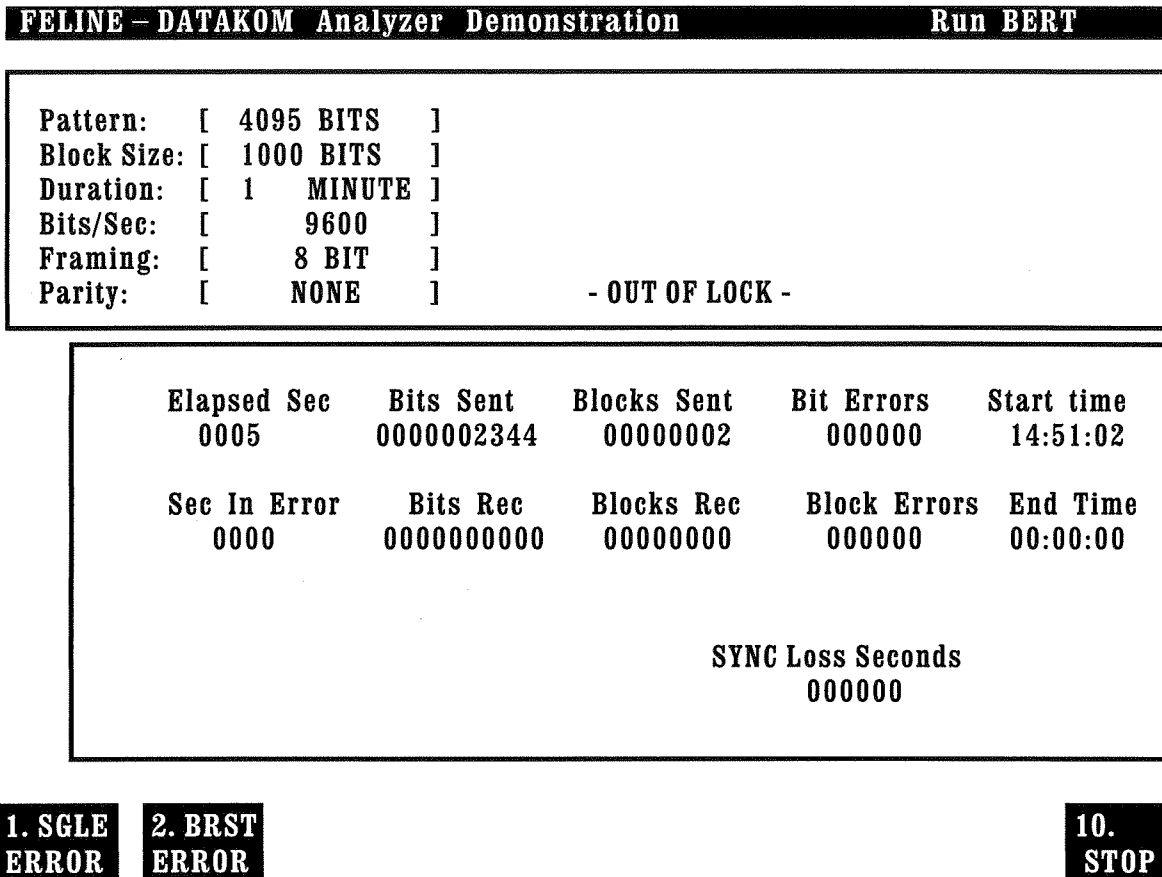 FELINE – DATAKOM Analyzer Demonstration Run BERT
Pattern: [ 4095 BITS ]
Block Size: [ 1000 BITS ]
Duration: [ 1 MINUTE ]
Bits/Sec: [ 9600 ]
Framing: [ 8 BIT ]
Parity: [ NONE ] - OUT OF LOCK -
Elapsed Sec Bits Sent Blocks Sent Bit Errors Start time
0005 0000002344 00000002 000000 14:51:02
Sec In Error Bits Rec Blocks Rec Block Errors End Time
0000 0000000000 00000000 000000 00:00:00
SYNC Loss Seconds
000000
1. SGLE 2. BRST 10.
ERROR ERROR STOP